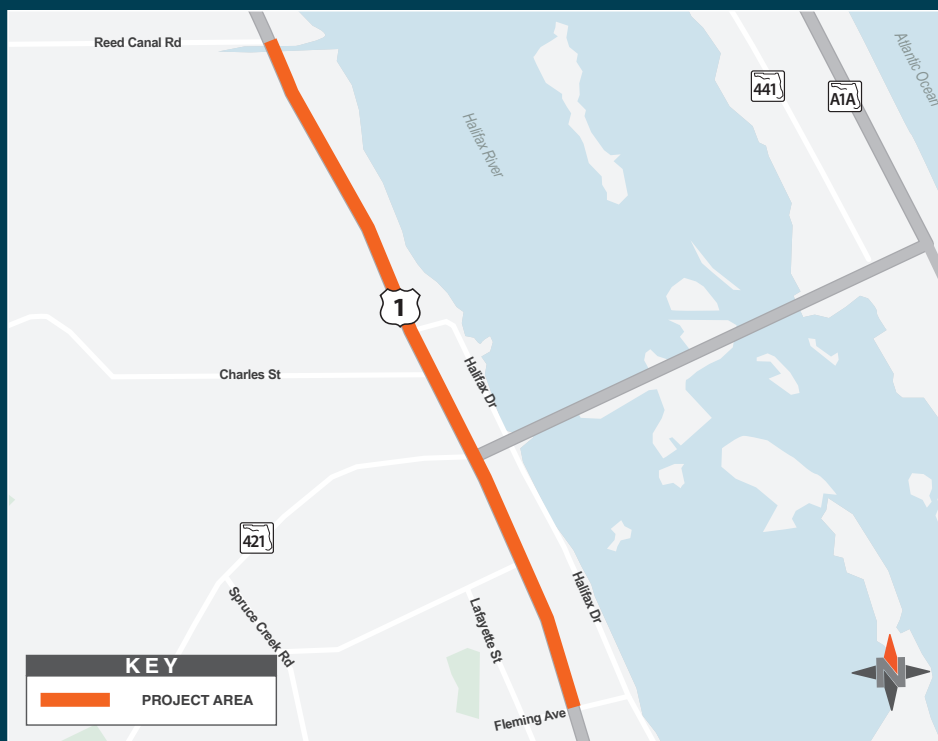 Reed Canal Rd
441
A1A
Atlantic Ocean
Halifax River
1
Halifax Dr
Charles St
421
Spruce Creek Rd
Lafayette St
Halifax Dr
Fleming Ave
KEY
PROJECT AREA
N